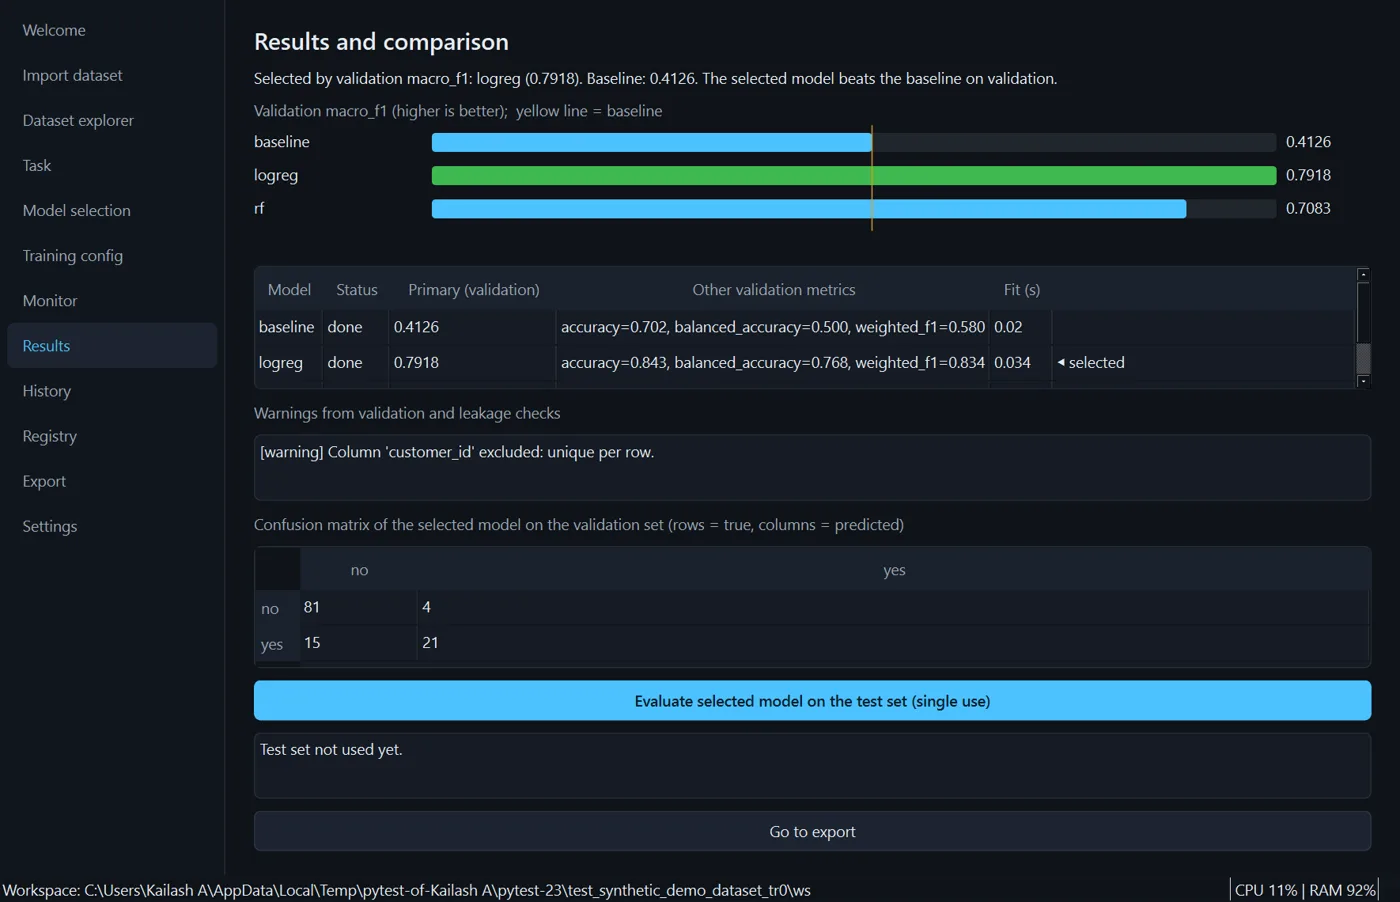 Welcome
Import dataset
Dataset explorer
Task
Model selection
Training config
Monitor
Results
History
Registry
Export
Settings
Results and comparison
Selected by validation macro_f1: logreg (0.7918). Baseline: 0.4126. The selected model beats the baseline on validation.
Validation macro_f1 (higher is better); yellow line = baseline
baseline 0.4126
logreg 0.7918
rf 0.7083
Model Status Primary (validation) Other validation metrics Fit (s)
baseline done 0.4126 accuracy=0.702, balanced_accuracy=0.500, weighted_f1=0.580 0.02
logreg done 0.7918 accuracy=0.843, balanced_accuracy=0.768, weighted_f1=0.834 0.034 ◂ selected
Warnings from validation and leakage checks
[warning] Column 'customer_id' excluded: unique per row.
Confusion matrix of the selected model on the validation set (rows = true, columns = predicted)
no yes
no 81 4
yes 15 21
Evaluate selected model on the test set (single use)
Test set not used yet.
Go to export
Workspace: C:\Users\Kailash A\AppData\Local\Temp\pytest-of-Kailash A\pytest-23\test_synthetic_demo_dataset_tr0\ws
CPU 11% | RAM 92%